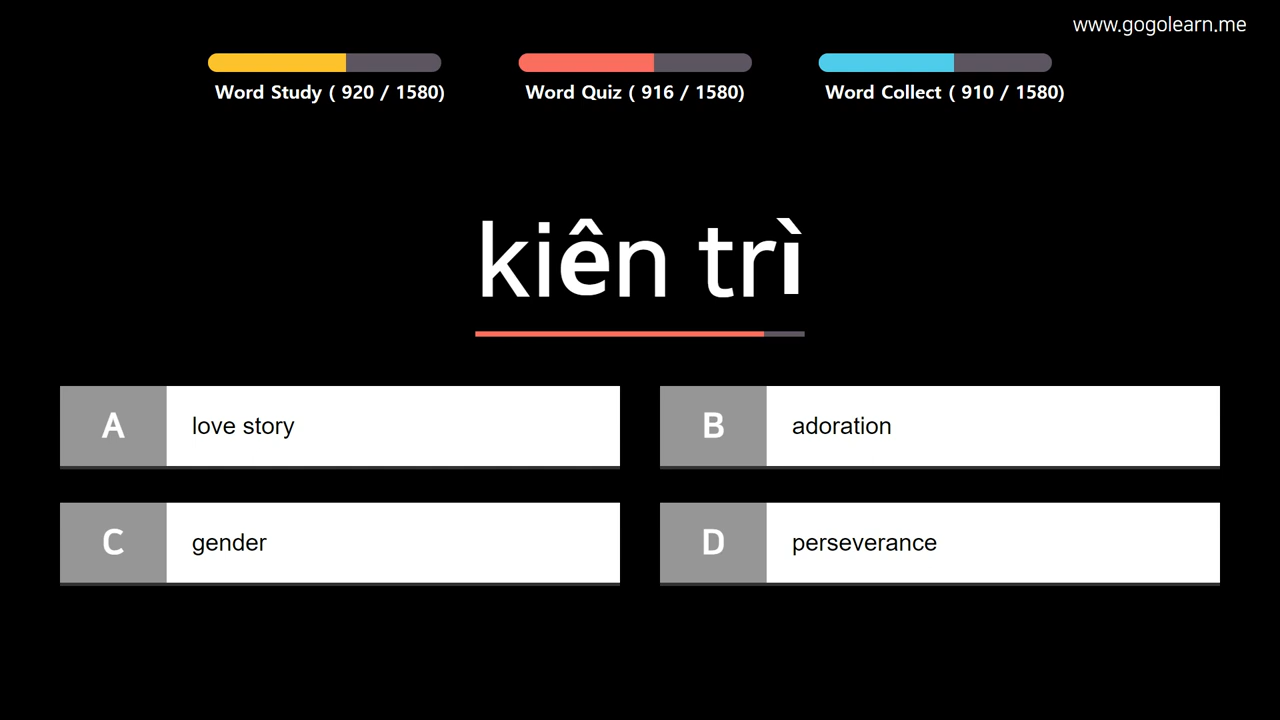 www.gogolearn.me
Word Study ( 920 / 1580)
Word Quiz ( 916 / 1580)
Word Collect ( 910 / 1580)
kiên trì
A love story
B adoration
C gender
D perseverance